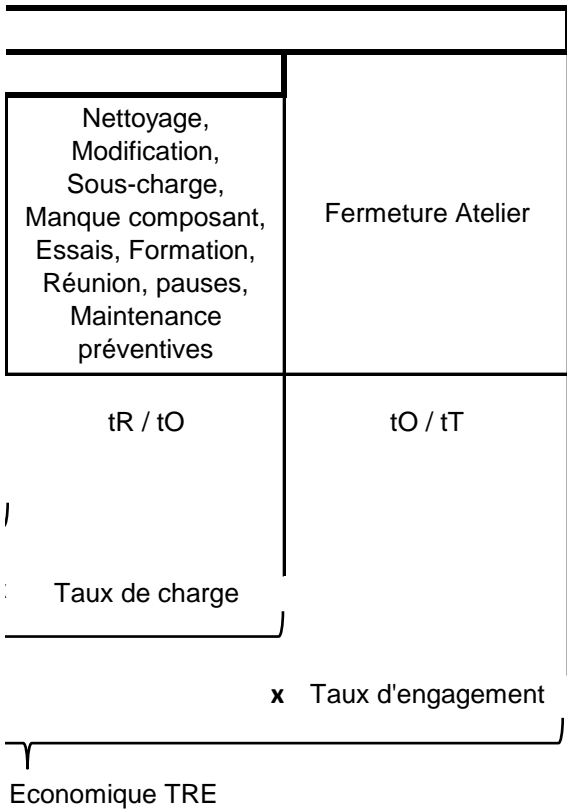 Nettoyage,
Modification,
Sous-charge,
Manque composant,
Essais, Formation,
Réunion, pauses,
Maintenance
préventives
Fermeture Atelier
tR / tO
tO / tT
Taux de charge
x Taux d'engagement
Economique TRE